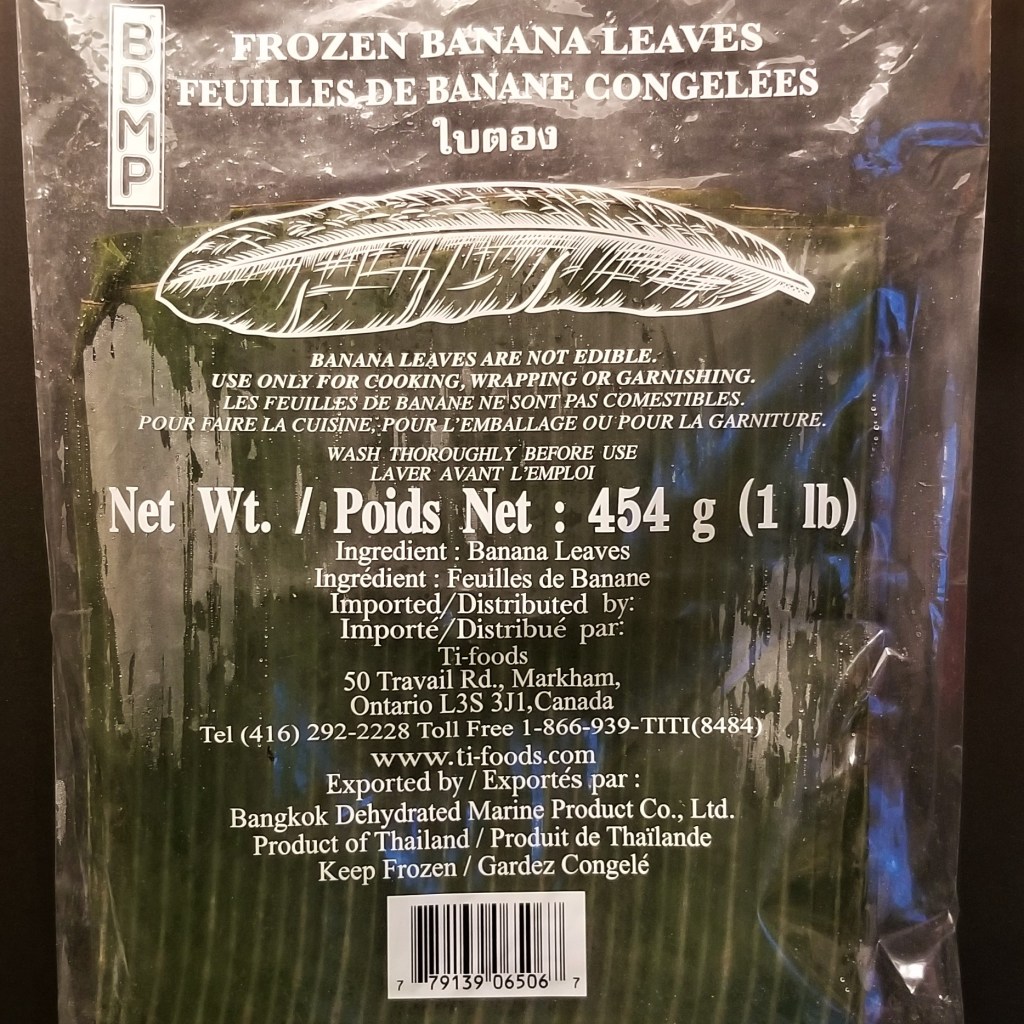 BDMP
FROZEN BANANA LEAVES
FEUILLES DE BANANE CONGELÉES
ใบตอง
BANANA LEAVES ARE NOT EDIBLE.
USE ONLY FOR COOKING, WRAPPING OR GARNISHING.
LES FEUILLES DE BANANE NE SONT PAS COMESTIBLES.
POUR FAIRE LA CUISINE, POUR L'EMBALLAGE OU POUR LA GARNITURE.
WASH THOROUGHLY BEFORE USE
LAVER AVANT L'EMPLOI
Net Wt. / Poids Net : 454 g (1 lb)
Ingredient : Banana Leaves
Ingrédient : Feuilles de Banane
Imported/Distributed by:
Importé/Distribué par:
Ti-foods
50 Travail Rd., Markham,
Ontario L3S 3J1,Canada
Tel (416) 292-2228 Toll Free 1-866-939-TITI(8484)
www.ti-foods.com
Exported by / Exportés par :
Bangkok Dehydrated Marine Product Co., Ltd.
Product of Thailand / Produit de Thaïlande
Keep Frozen / Gardez Congelé
7 79139 06506 7